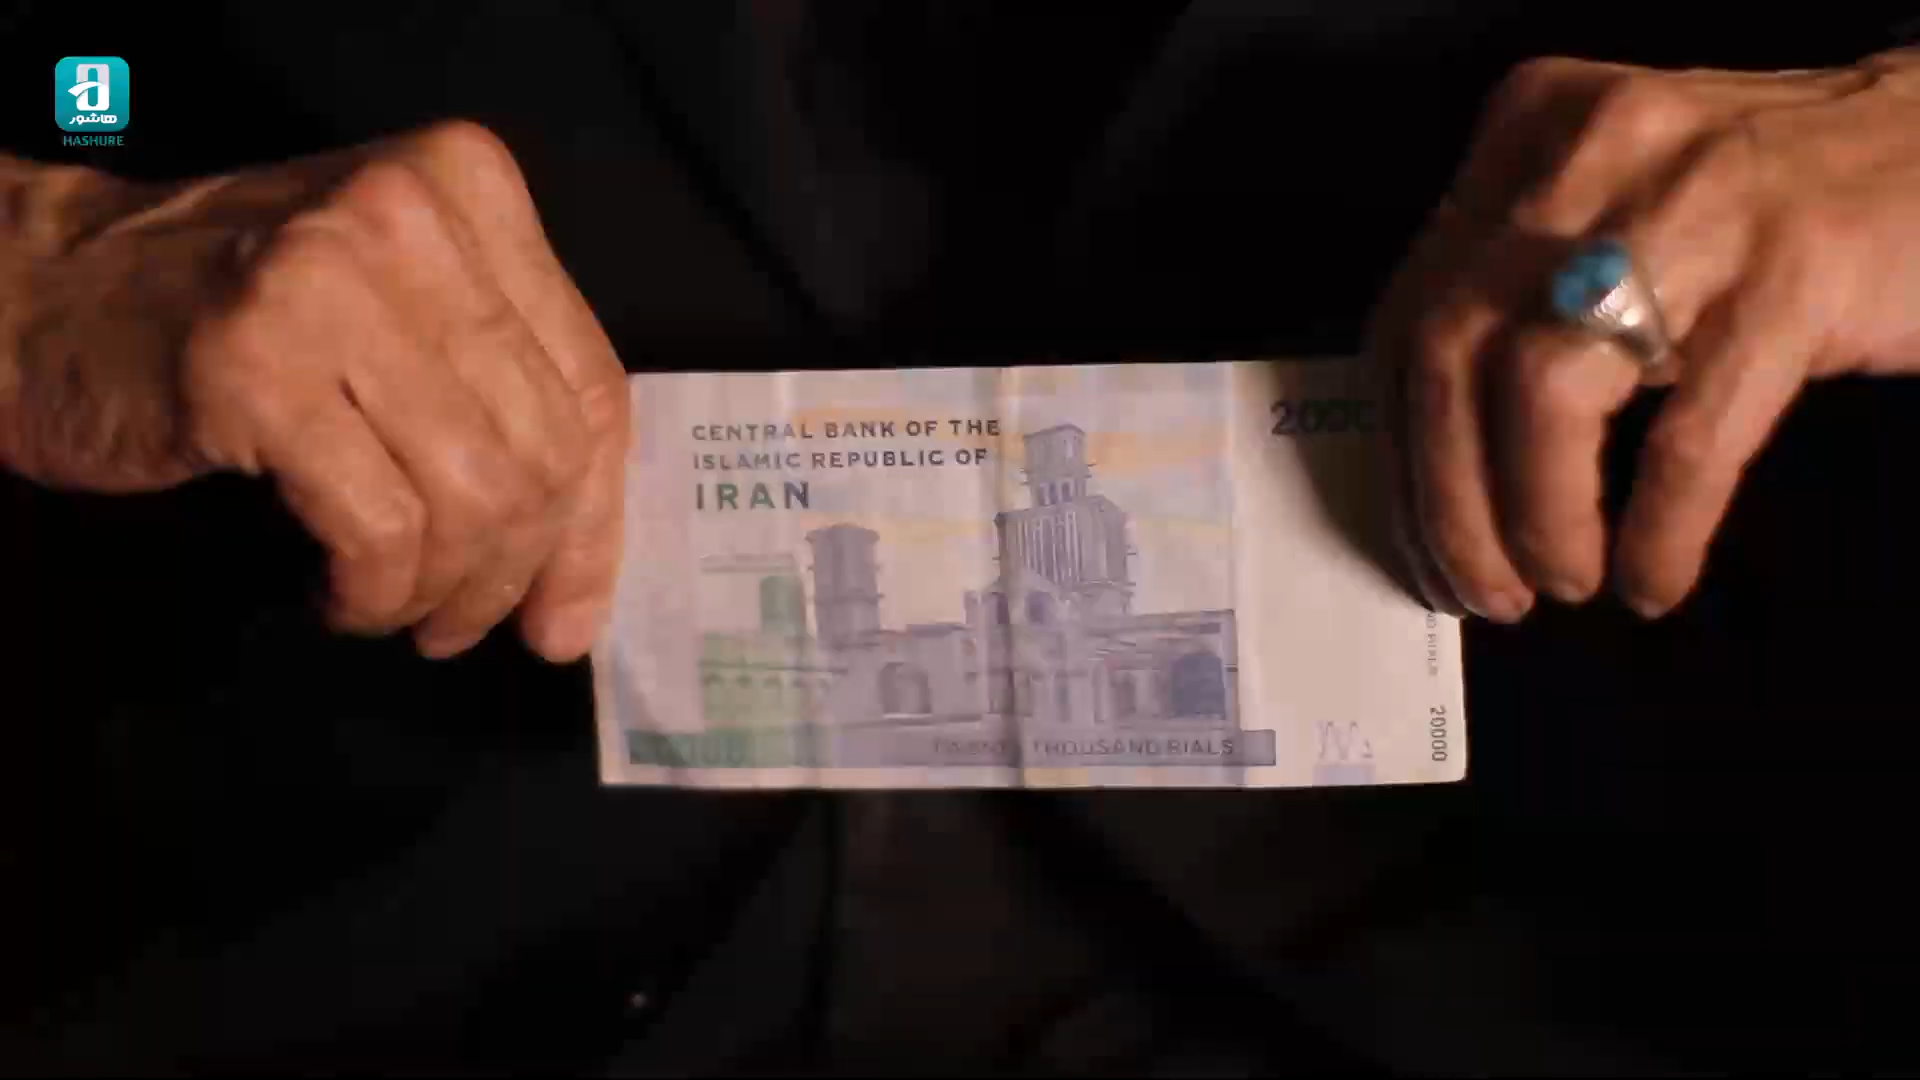 هاشور
HASHURE
CENTRAL BANK OF THE
ISLAMIC REPUBLIC OF
IRAN
THOUSAND RIALS
20000